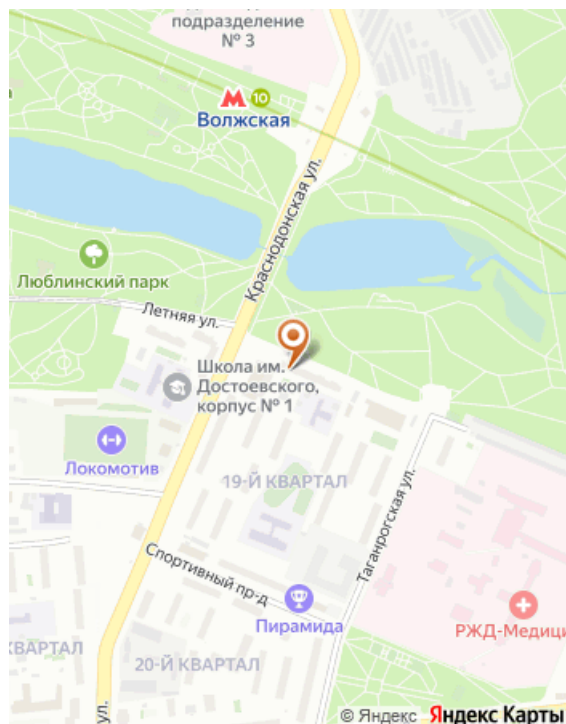 подразделение
№ 3
М 10
Волжская
Краснодонская ул.
Люблинский парк
Летняя ул.
Школа им.
Достоевского,
корпус № 1
Локомотив
19-Й КВАРТАЛ
Таганрогская ул.
Спортивный пр-д
Пирамида
РЖД-Медици
КВАРТАЛ
20-Й КВАРТАЛ
ул.
© Яндекс Яндекс Карты